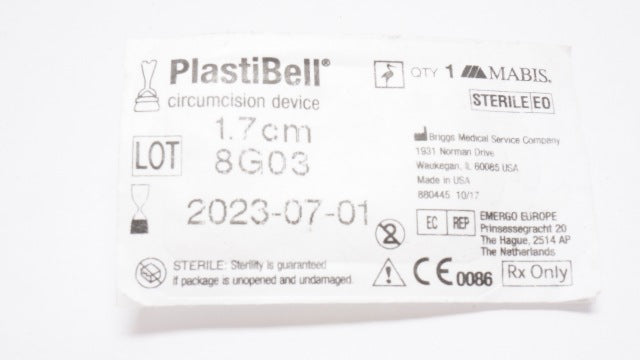 PlastiBell®
circumcision device
QTY 1 MABIS®
STERILE EO
1.7cm
LOT 8G03
2023-07-01
Briggs Medical Service Company
1931 Norman Drive
Waukegan, IL 60085 USA
Made in USA
880445 10/17
EC REP
EMERGO EUROPE
Prinsessegracht 20
The Hague, 2514 AP
The Netherlands
STERILE: Sterility is guaranteed
if package is unopened and undamaged.
CE 0086 Rx Only